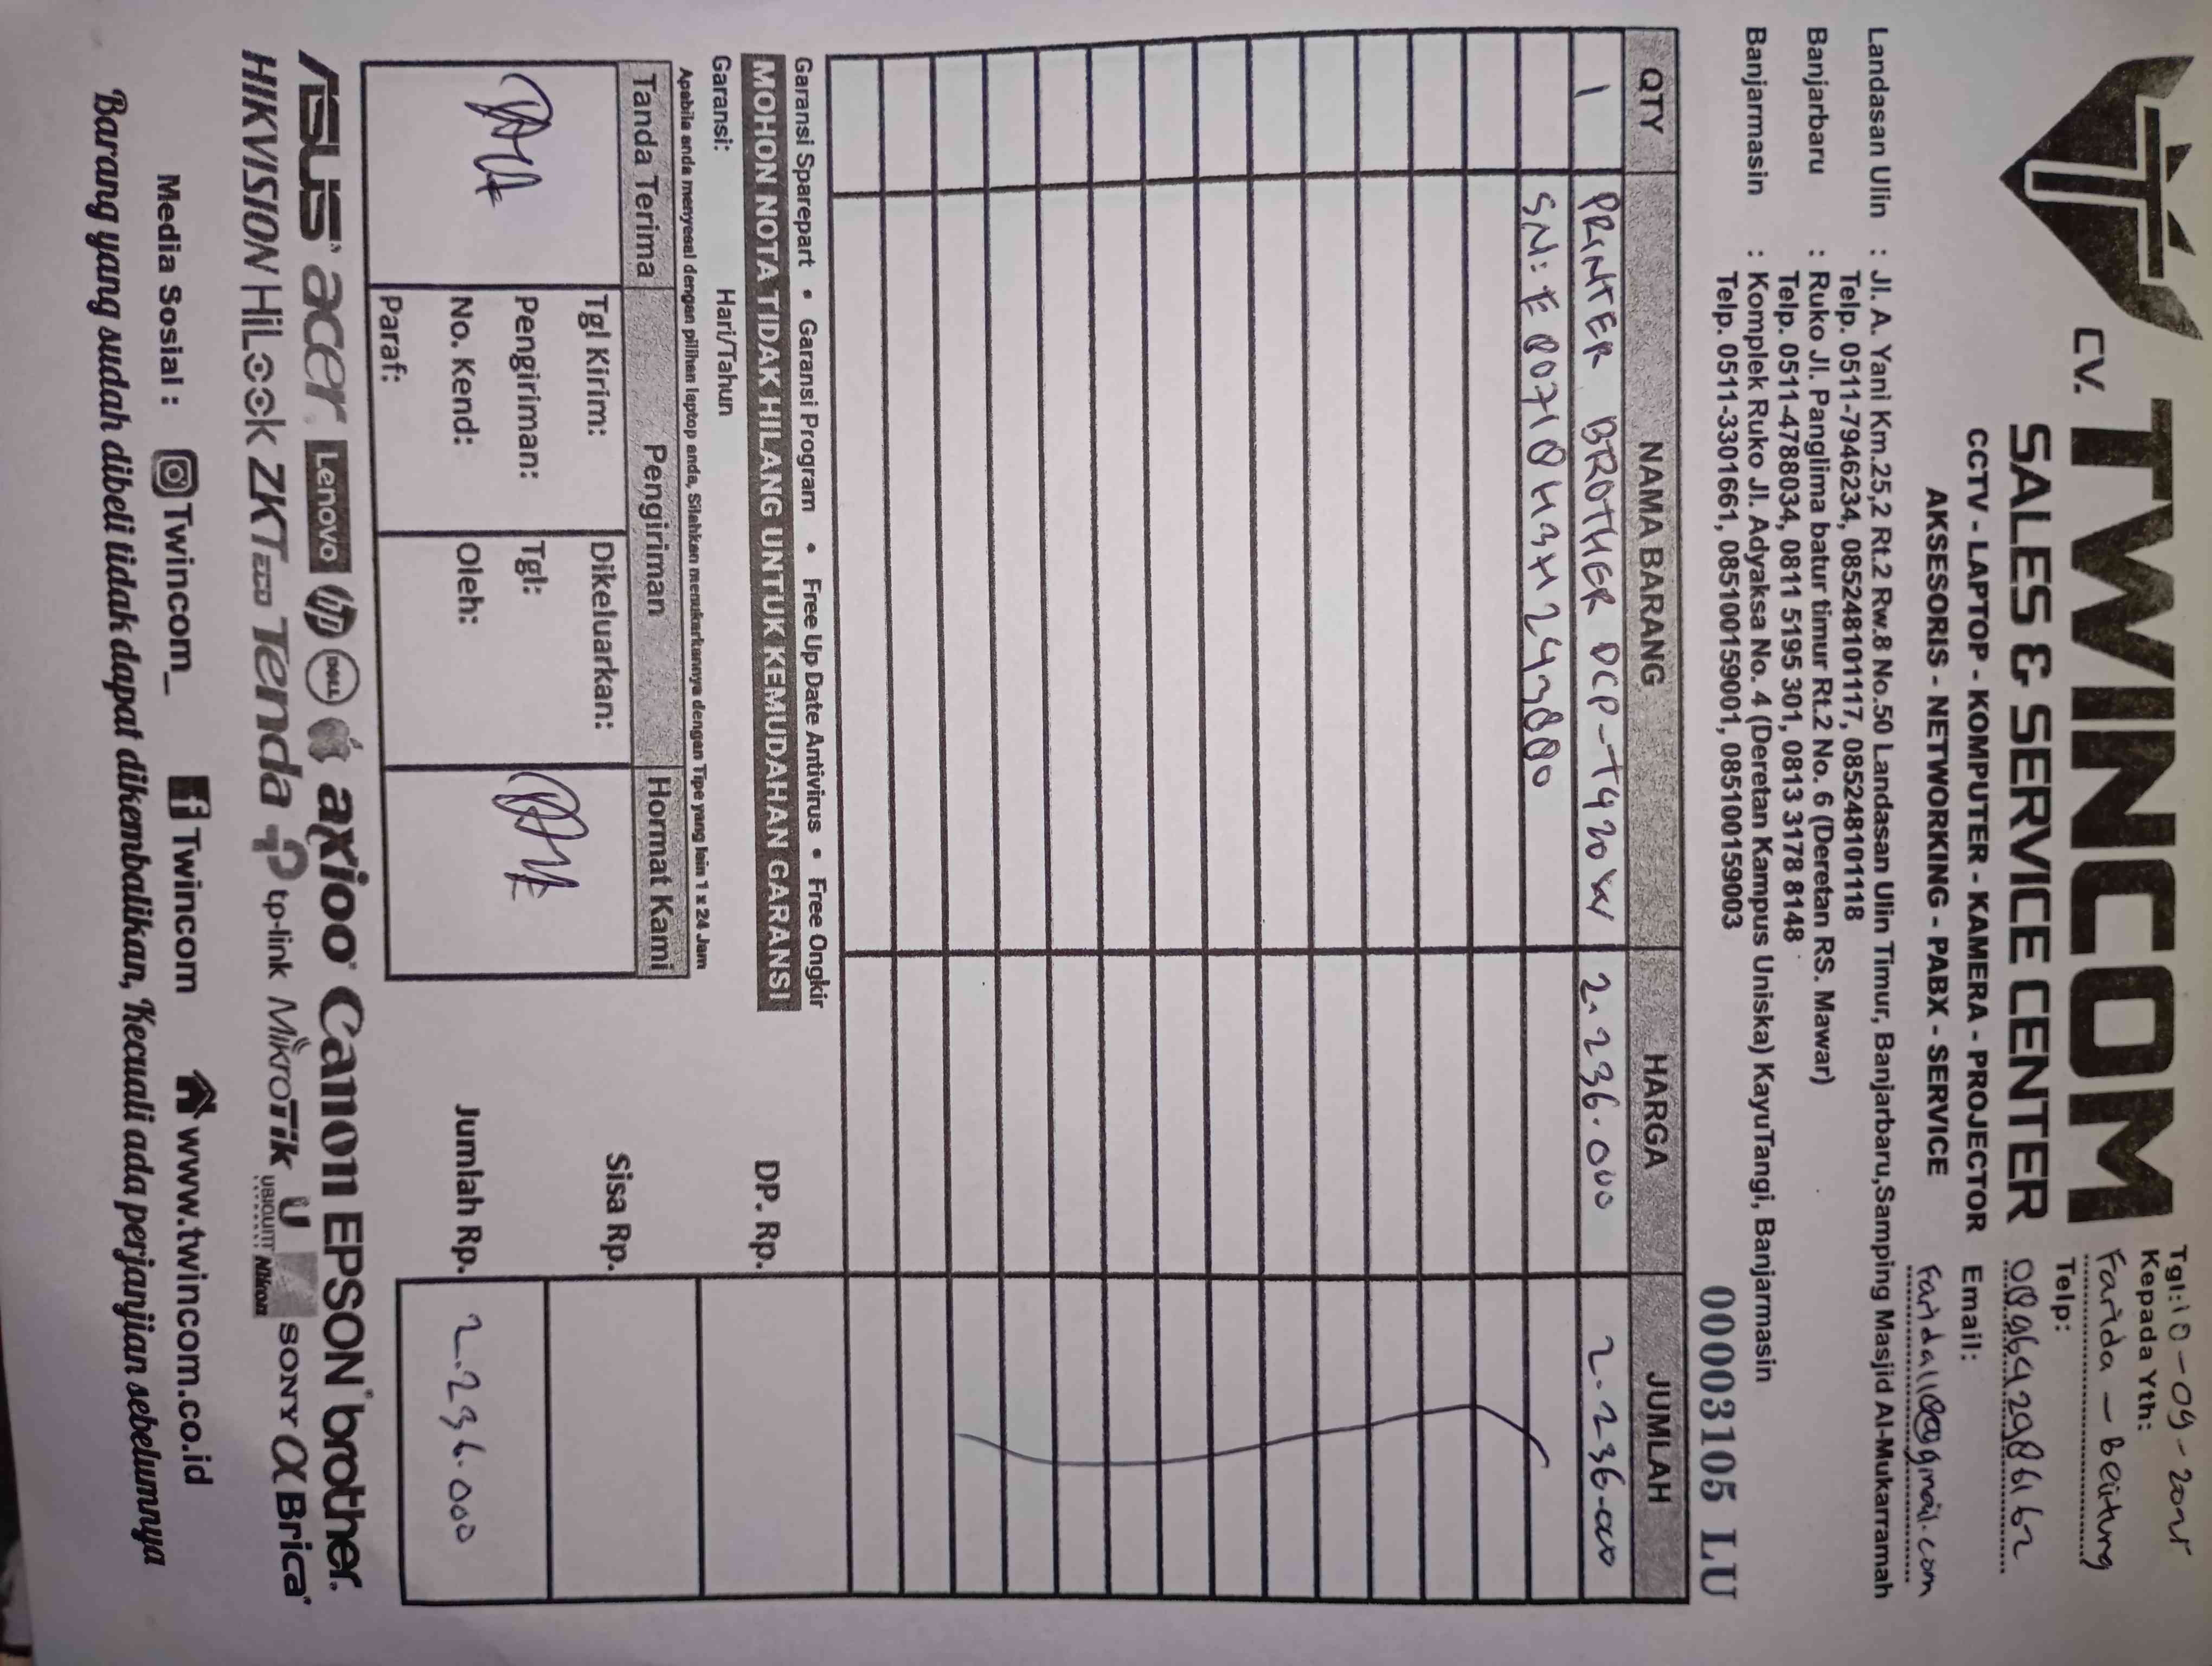 CV. TWINCOM
SALES & SERVICE CENTER
CCTV - LAPTOP - KOMPUTER - KAMERA - PROJECTOR
AKSESORIS - NETWORKING - PABX - SERVICE
Tgl: 10-09-2025
Kepada Yth:
Farida - Belitung
Telp:
089642986162
Email:
Landasan Ulin : Jl. A. Yani Km.25,2 Rt.2 Rw.8 No.50 Landasan Ulin Timur, Banjarbaru,Samping Masjid Al-Mukarramah
Telp. 0511-7946234, 085248101117, 085248101118
Banjarbaru : Ruko Jl. Panglima batur timur Rt.2 No. 6 (Deretan RS. Mawar)
Telp. 0511-4788034, 0811 5195 301, 0813 3178 8148
Banjarmasin : Komplek Ruko Jl. Adyaksa No. 4 (Deretan Kampus Uniska) KayuTangi, Banjarmasin
Telp. 0511-3301661, 085100159001, 085100159003
00003105 LU
QTY NAMA BARANG HARGA JUMLAH
1 PRINTER BROTHER DCP-T420W 2.236.000 2.236.000
SN: E80710H3H243080
Garansi Sparepart • Garansi Program • Free Up Date Antivirus • Free Ongkir
MOHON NOTA TIDAK HILANG UNTUK KEMUDAHAN GARANSI
Garansi: Hari/Tahun
Apabila anda menyesal dengan pilihan laptop anda, Silahkan menukarkannya dengan Tipe yang lain 1 x 24 Jam
DP. Rp.
Sisa Rp.
Jumlah Rp. 2.236.000
Tanda Terima Pengiriman Hormat Kami
Tgl Kirim: Dikeluarkan:
Pengiriman: Tgl:
No. Kend: Oleh:
Paraf:
ASUS acer Lenovo hp DELL axioo Canon EPSON brother
HIKVISION HiLook ZKTeco Tenda tp-link MikroTik U UBIQUITI Nikon SONY α Brica
Media Sosial : Twincom_ Twincom www.twincom.co.id
Barang yang sudah dibeli tidak dapat dikembalikan, Kecuali ada perjanjian sebelumnya